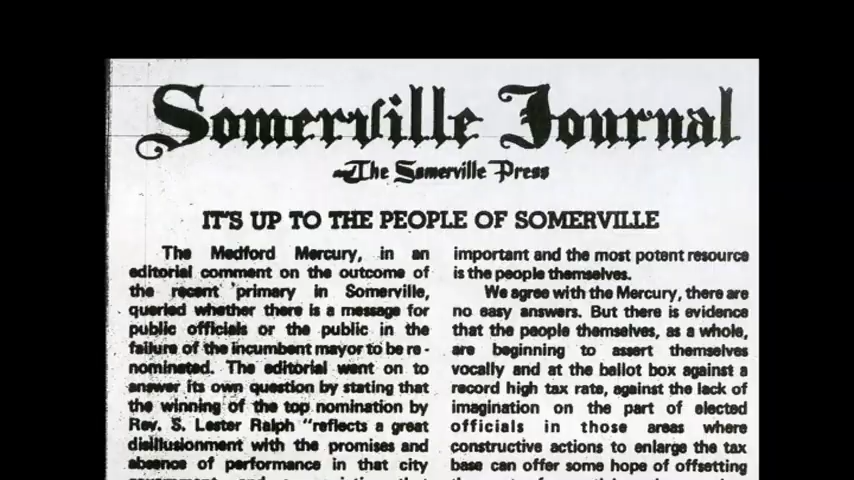 Somerville Journal
The Somerville Press
IT'S UP TO THE PEOPLE OF SOMERVILLE
The Medford Mercury, in an
editorial comment on the outcome of
the recent primary in Somerville,
queried whether there is a message for
public officials or the public in the
failure of the incumbent mayor to be re-
nominated. The editorial went on to
answer its own question by stating that
the winning of the top nomination by
Rev. S. Lester Ralph "reflects a great
disillusionment with the promises and
absence of performance in that city
important and the most potent resource
is the people themselves.
We agree with the Mercury, there are
no easy answers. But there is evidence
that the people themselves, as a whole,
are beginning to assert themselves
vocally and at the ballot box against a
record high tax rate, against the lack of
imagination on the part of elected
officials in those areas where
constructive actions to enlarge the tax
base can offer some hope of offsetting